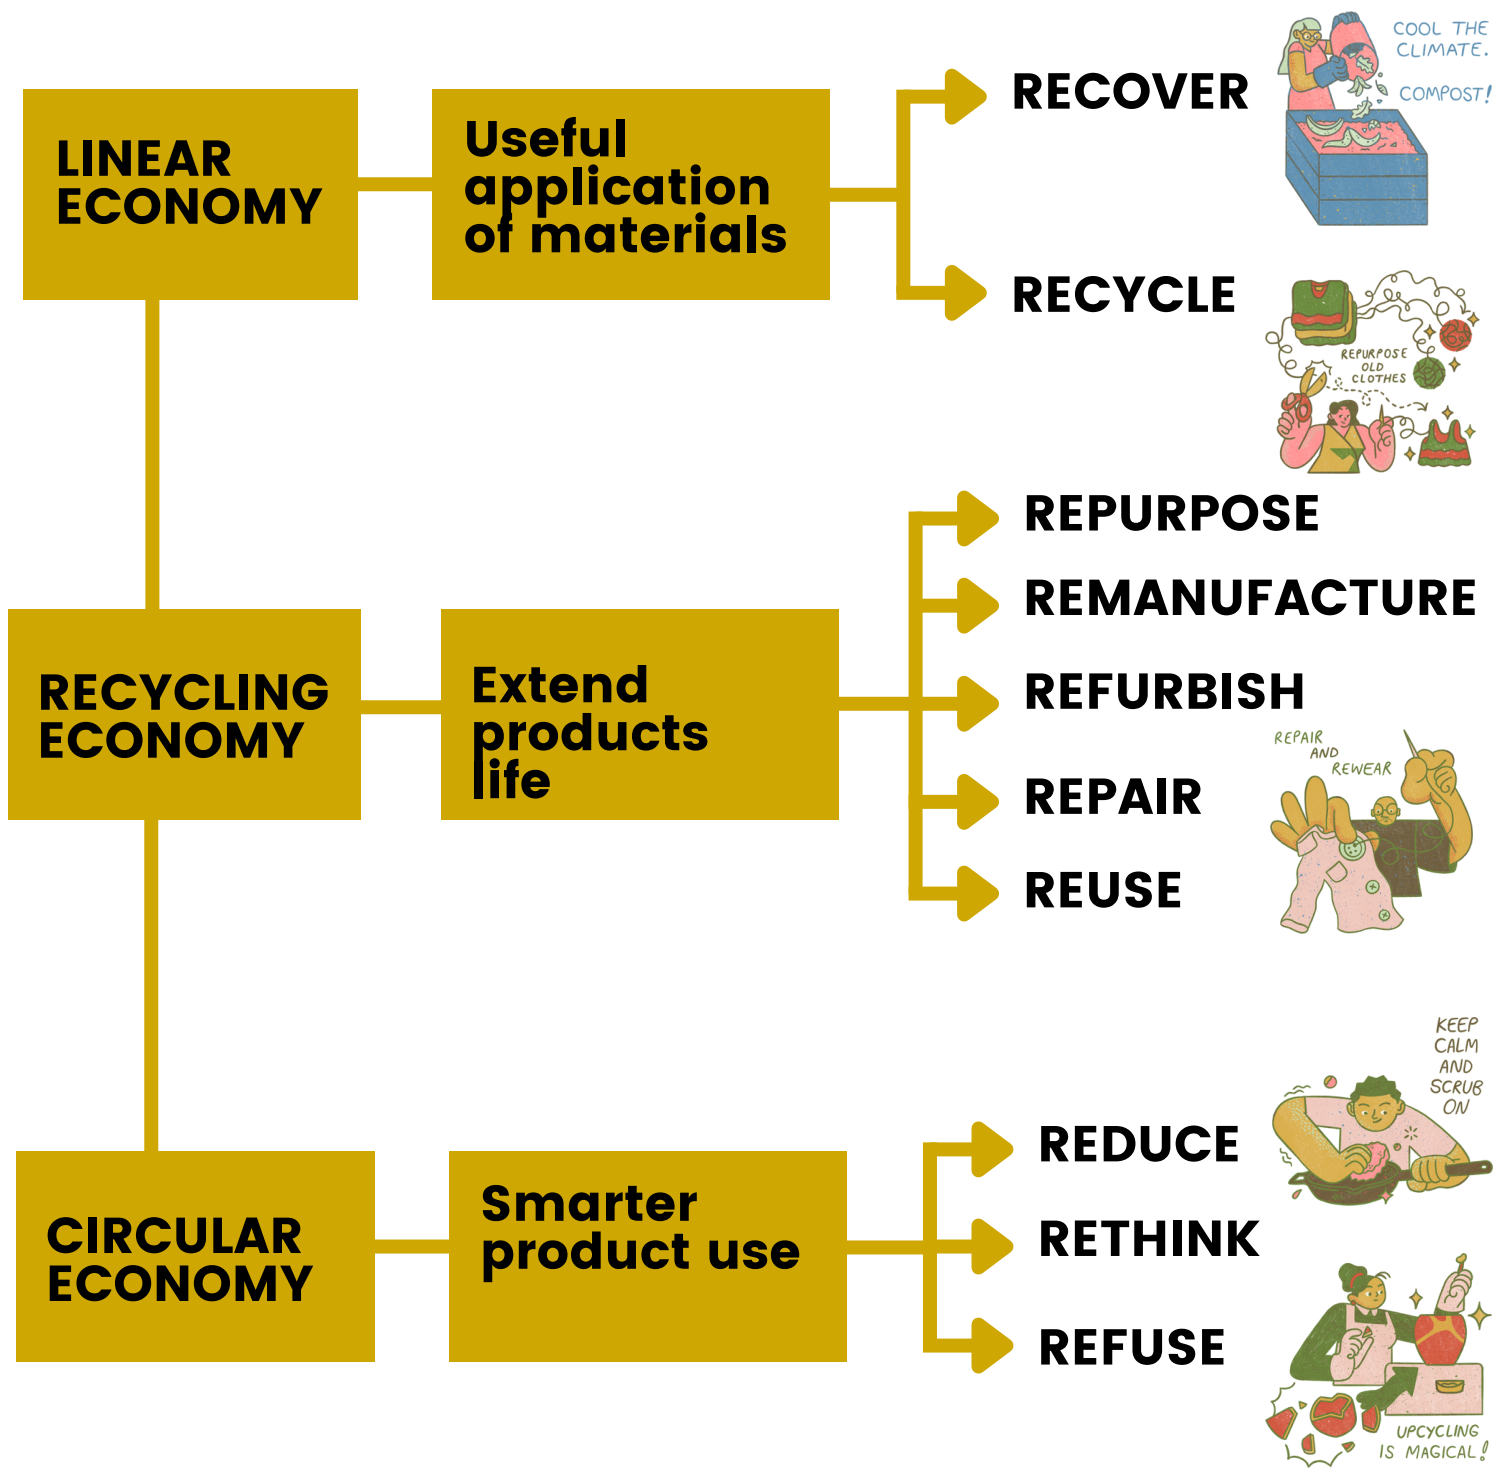 LINEAR
ECONOMY
Useful
application
of materials
RECOVER
COOL THE
CLIMATE.
COMPOST!
RECYCLE
REPURPOSE
OLD
CLOTHES
RECYCLING
ECONOMY
Extend
products
life
REPURPOSE
REMANUFACTURE
REFURBISH
REPAIR
AND
REWEAR
REPAIR
REUSE
CIRCULAR
ECONOMY
Smarter
product use
KEEP
CALM
AND
SCRUB
ON
REDUCE
RETHINK
REFUSE
UPCYCLING
IS MAGICAL!